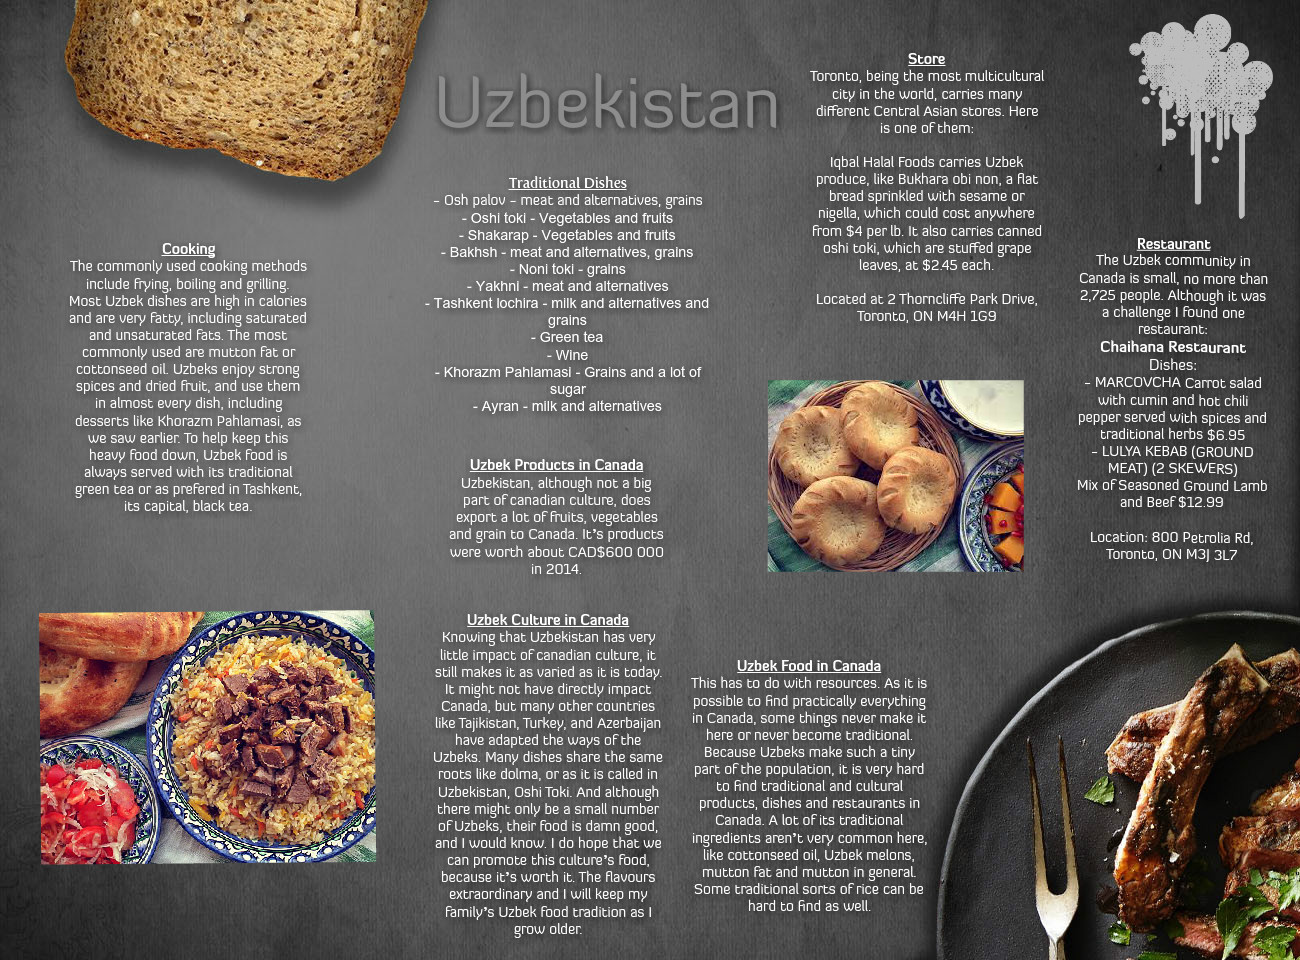 Uzbekistan
Cooking
The commonly used cooking methods
include frying, boiling and grilling.
Most Uzbek dishes are high in calories
and are very fatty, including saturated
and unsaturated fats. The most
commonly used are mutton fat or
cottonseed oil. Uzbeks enjoy strong
spices and dried fruit, and use them
in almost every dish, including
desserts like Khorazm Pahlamasi, as
we saw earlier. To help keep this
heavy food down, Uzbek food is
always served with its traditional
green tea or as prefered in Tashkent,
its capital, black tea.
Traditional Dishes
- Osh palov - meat and alternatives, grains
- Oshi toki - Vegetables and fruits
- Shakarap - Vegetables and fruits
- Bakhsh - meat and alternatives, grains
- Noni toki - grains
- Yakhni - meat and alternatives
- Tashkent lochira - milk and alternatives and
grains
- Green tea
- Wine
- Khorazm Pahlamasi - Grains and a lot of
sugar
- Ayran - milk and alternatives
Uzbek Products in Canada
Uzbekistan, although not a big
part of canadian culture, does
export a lot of fruits, vegetables
and grain to Canada. It's products
were worth about CAD$600 000
in 2014.
Uzbek Culture in Canada
Knowing that Uzbekistan has very
little impact of canadian culture, it
still makes it as varied as it is today.
It might not have directly impact
Canada, but many other countries
like Tajikistan, Turkey, and Azerbaijan
have adapted the ways of the
Uzbeks. Many dishes share the same
roots like dolma, or as it is called in
Uzbekistan, Oshi Toki. And although
there might only be a small number
of Uzbeks, their food is damn good,
and I would know. I do hope that we
can promote this culture's food,
because it's worth it. The flavours
extraordinary and I will keep my
family's Uzbek food tradition as I
grow older.
Store
Toronto, being the most multicultural
city in the world, carries many
different Central Asian stores. Here
is one of them:
Iqbal Halal Foods carries Uzbek
produce, like Bukhara obi non, a flat
bread sprinkled with sesame or
nigella, which could cost anywhere
from $4 per lb. It also carries canned
oshi toki, which are stuffed grape
leaves, at $2.45 each.
Located at 2 Thorncliffe Park Drive,
Toronto, ON M4H 1G9
Uzbek Food in Canada
This has to do with resources. As it is
possible to find practically everything
in Canada, some things never make it
here or never become traditional.
Because Uzbeks make such a tiny
part of the population, it is very hard
to find traditional and cultural
products, dishes and restaurants in
Canada. A lot of its traditional
ingredients aren't very common here,
like cottonseed oil, Uzbek melons,
mutton fat and mutton in general.
Some traditional sorts of rice can be
hard to find as well.
Restaurant
The Uzbek community in
Canada is small, no more than
2,725 people. Although it was
a challenge I found one
restaurant:
Chaihana Restaurant
Dishes:
- MARCOVCHA Carrot salad
with cumin and hot chili
pepper served with spices and
traditional herbs $6.95
- LULYA KEBAB (GROUND
MEAT) (2 SKEWERS)
Mix of Seasoned Ground Lamb
and Beef $12.99
Location: 800 Petrolia Rd,
Toronto, ON M3J 3L7